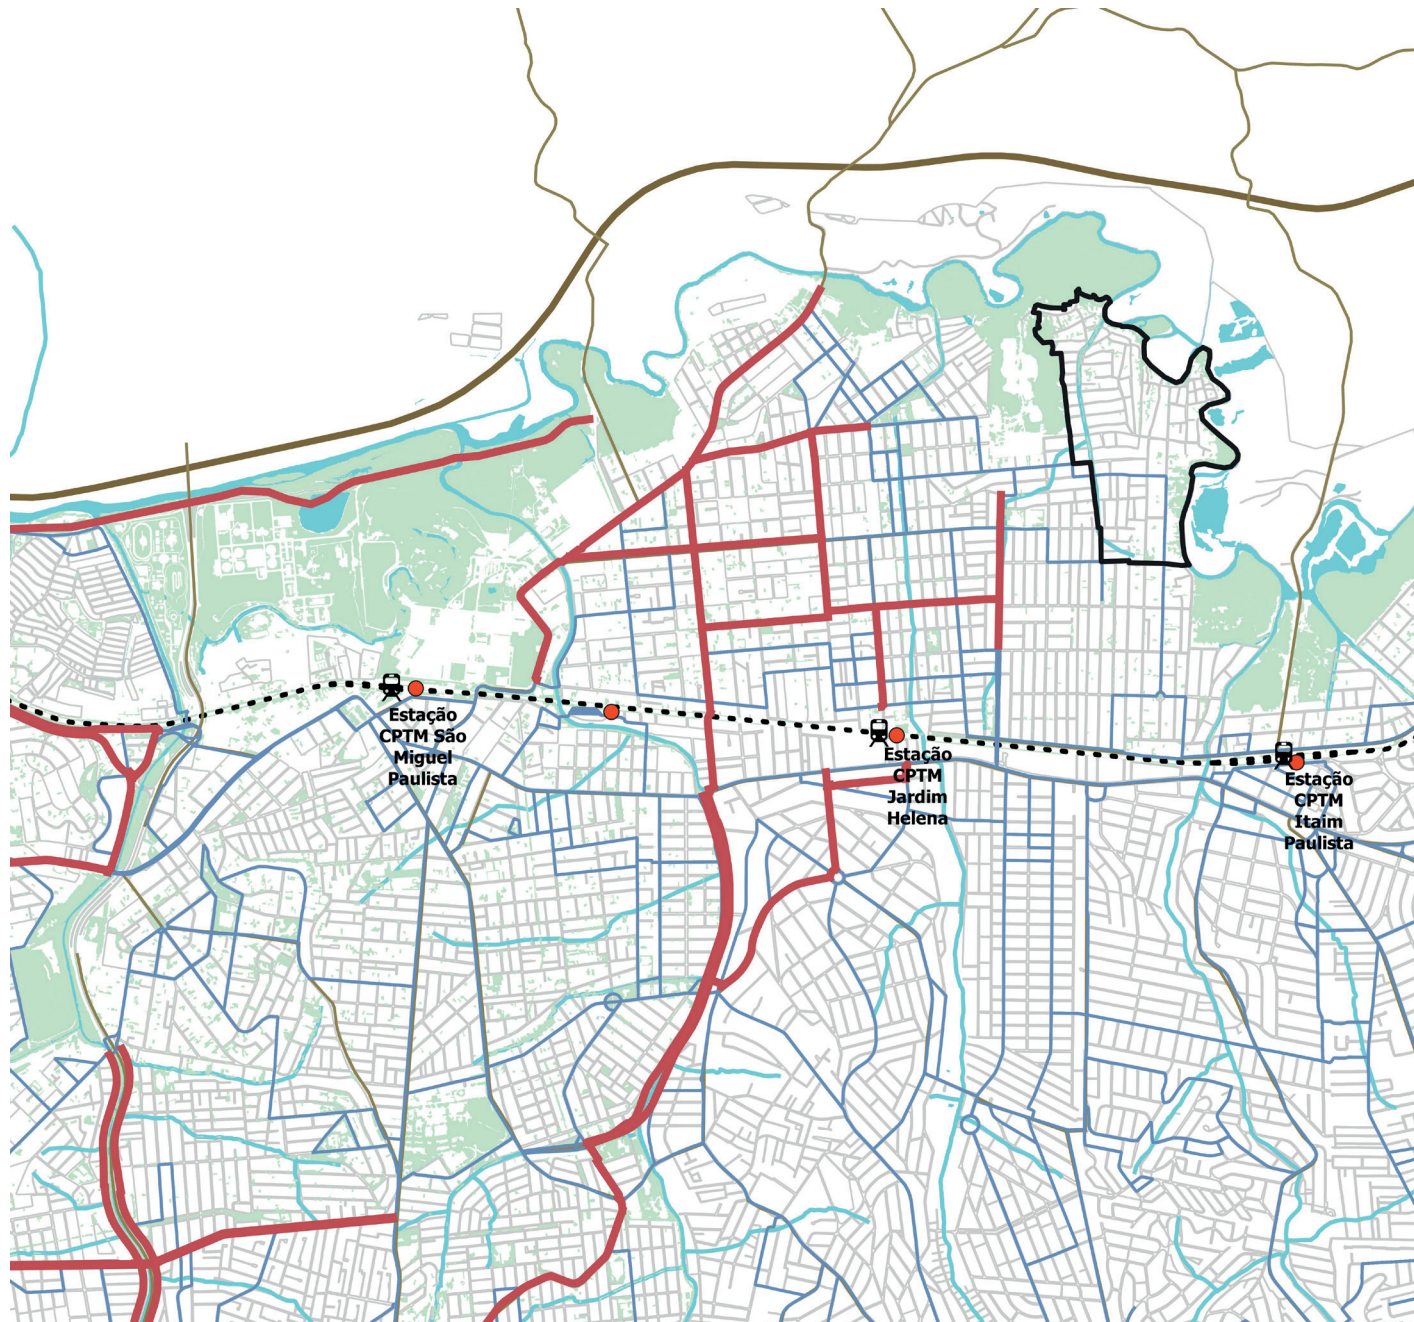 Estação
CPTM São
Miguel
Paulista
Estação
CPTM
Jardim
Helena
Estação
CPTM
Itaim
Paulista